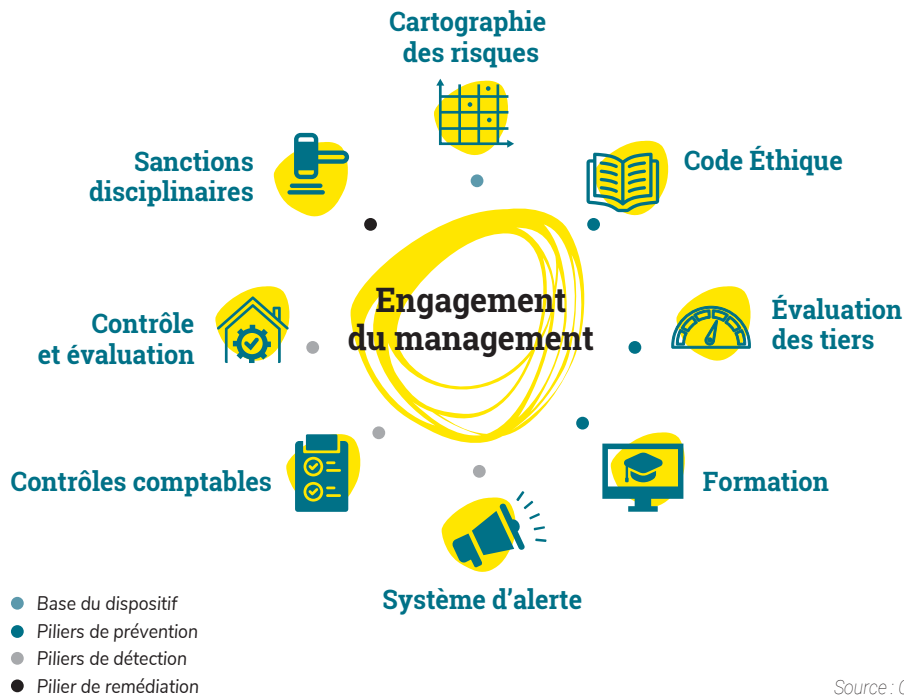 Cartographie
des risques
Sanctions
disciplinaires
Code Éthique
Engagement
du management
Contrôle
et évaluation
Évaluation
des tiers
Contrôles comptables
Formation
Système d’alerte
Base du dispositif
Piliers de prévention
Piliers de détection
Pilier de remédiation
Source :